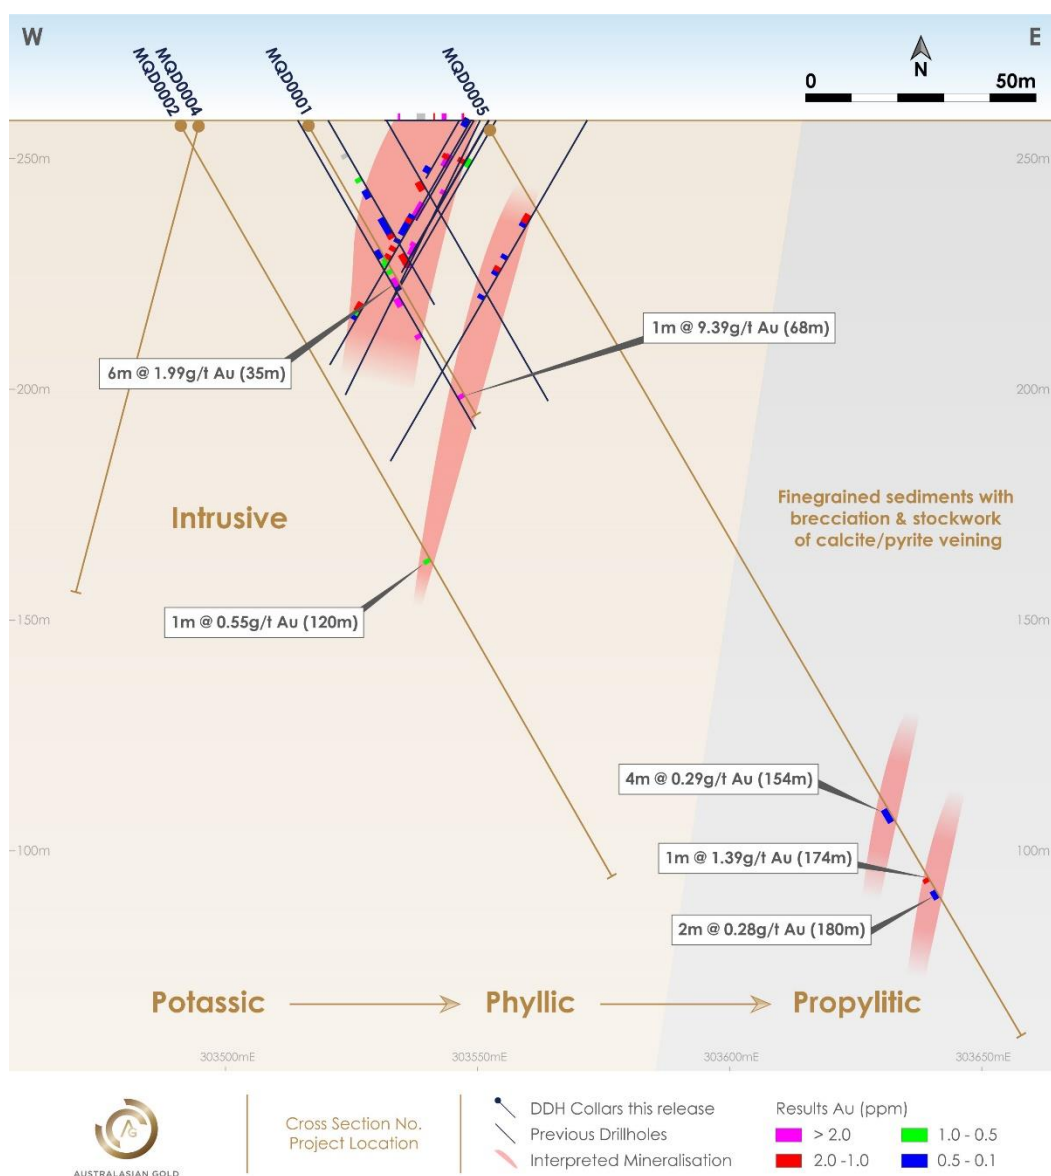 W
E
MQD0002
MQD0004
MQD0001
MQD0005
N
0
50m
250m
250m
1m @ 9.39g/t Au (68m)
6m @ 1.99g/t Au (35m)
200m
200m
Intrusive
Finegrained sediments with
brecciation & stockwork
of calcite/pyrite veining
1m @ 0.55g/t Au (120m)
150m
150m
4m @ 0.29g/t Au (154m)
1m @ 1.39g/t Au (174m)
100m
100m
2m @ 0.28g/t Au (180m)
Potassic
Phyllic
Propylitic
303500mE
303550mE
303600mE
303650mE
AG
AUSTRALASIAN GOLD
Cross Section No.
Project Location
DDH Collars this release
Previous Drillholes
Interpreted Mineralisation
Results Au (ppm)
> 2.0
1.0 - 0.5
2.0 -1.0
0.5 - 0.1